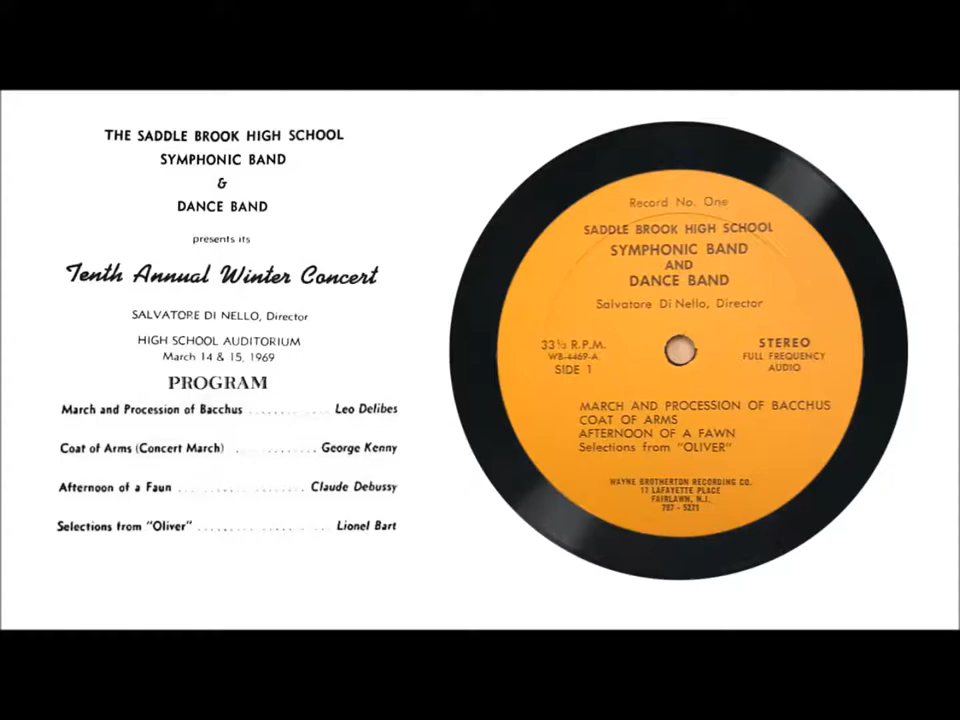 THE SADDLE BROOK HIGH SCHOOL
SYMPHONIC BAND
&
DANCE BAND
presents its
Tenth Annual Winter Concert
SALVATORE DI NELLO, Director
HIGH SCHOOL AUDITORIUM
March 14 & 15, 1969
PROGRAM
March and Procession of Bacchus ........... Leo Delibes
Coat of Arms (Concert March) ............ George Kenny
Afternoon of a Faun .................. Claude Debussy
Selections from "Oliver" .................. Lionel Bart
Record No. One
SADDLE BROOK HIGH SCHOOL
SYMPHONIC BAND
AND
DANCE BAND
Salvatore Di Nello, Director
33⅓ R.P.M.
WB-4469-A
SIDE 1
STEREO
FULL FREQUENCY
AUDIO
MARCH AND PROCESSION OF BACCHUS
COAT OF ARMS
AFTERNOON OF A FAWN
Selections from "OLIVER"
WAYNE BROTHERTON RECORDING CO.
17 LAFAYETTE PLACE
FAIRLAWN, N.J.
797 - 5271